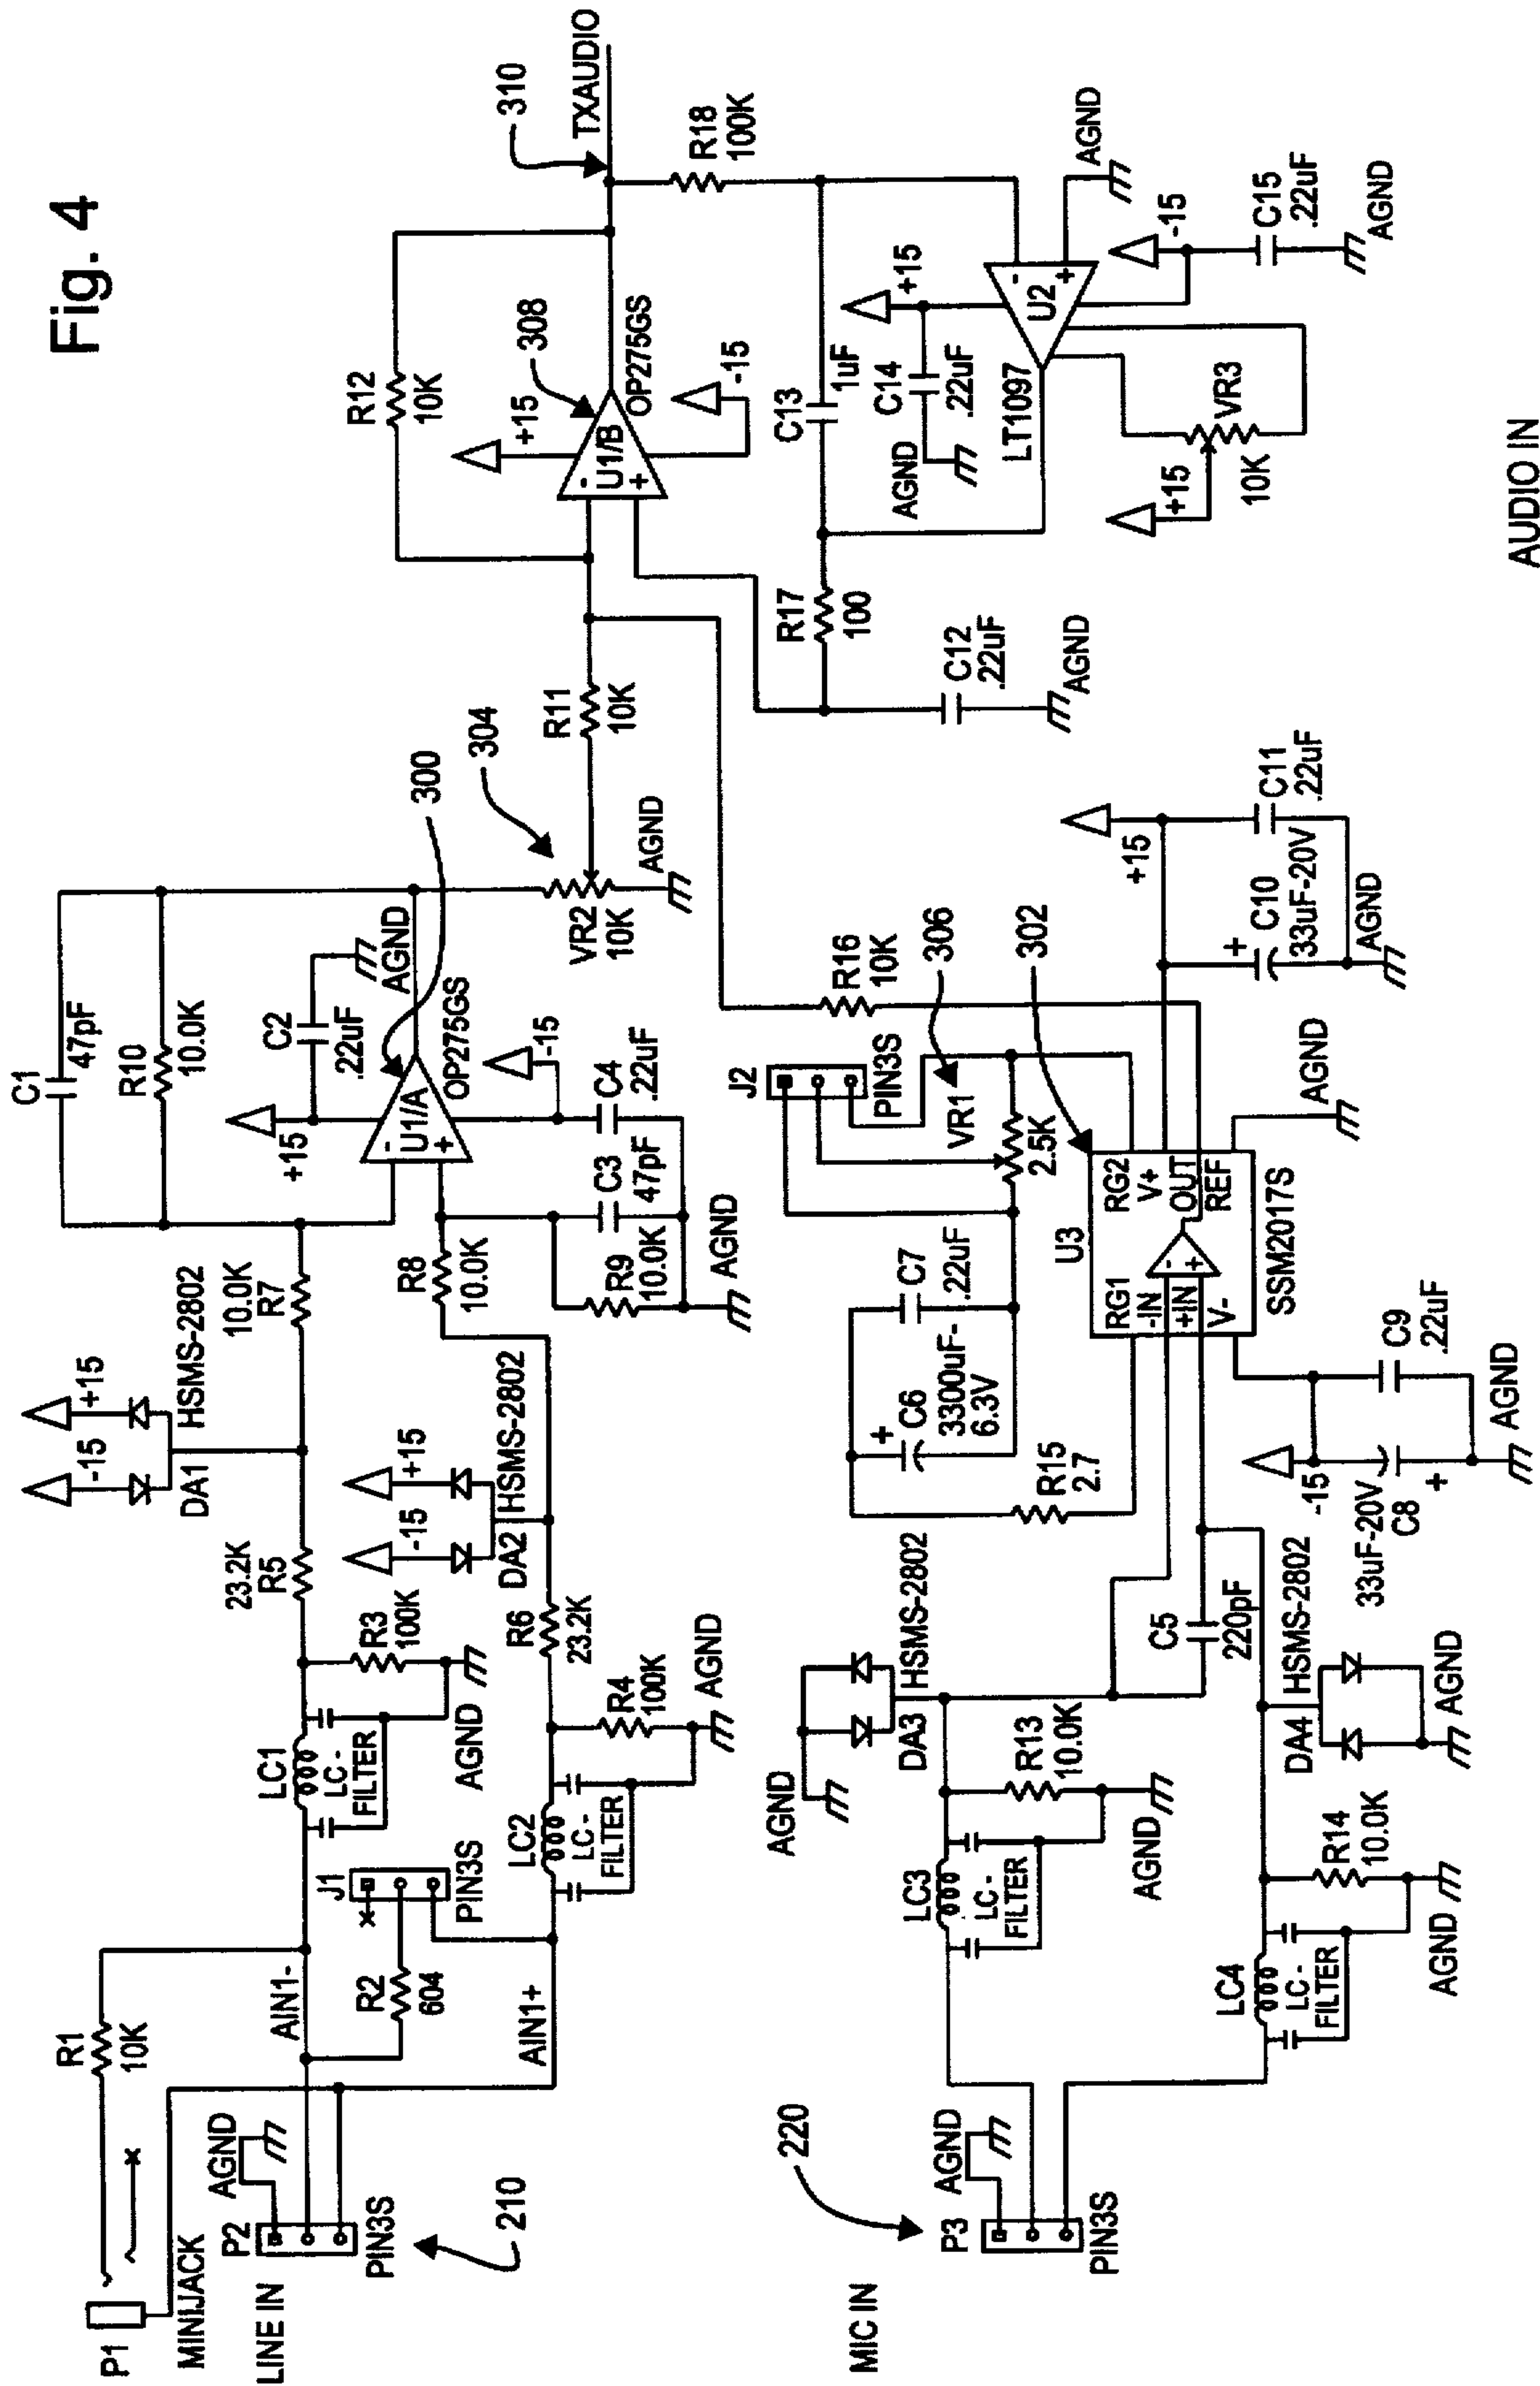 Fig. 4
P1
MINIJACK
R1
10K
LINE IN
P2
AGND
PIN3S
210
AIN1-
R2
604
AIN1+
J1
PIN3S
LC1
LC -
FILTER
AGND
R3
100K
LC2
LC -
FILTER
R4
100K
AGND
23.2K
R5
R6
23.2K
DA1
-15
+15
HSMS-2802
DA2
-15
+15
HSMS-2802
10.0K
R7
R8
10.0K
C1
47pF
R10
10.0K
+15
C2
.22uF
AGND
-
U1/A
+
OP275GS
300
-15
R9
10.0K
C3
47pF
C4
.22uF
AGND
304
VR2
10K
AGND
R11
10K
R12
10K
+15
-
U1/B
+
308
OP275GS
-15
310
TXAUDIO
R18
100K
C13
1uF
R17
100
C12
.22uF
AGND
AGND
C14
.22uF
+15
LT1097
-
U2
+
AGND
-15
C15
.22uF
AGND
+15
VR3
10K
MIC IN
220
P3
AGND
PIN3S
LC3
LC -
FILTER
AGND
R13
10.0K
AGND
DA3
HSMS-2802
LC4
LC -
FILTER
AGND
R14
10.0K
C5
220pF
DA4
HSMS-2802
AGND
R15
2.7
C6
+
3300uF-
6.3V
C7
.22uF
J2
PIN3S
VR1
306
2.5K
R16
10K
302
U3
RG1
-IN
+IN
V-
-
+
RG2
V+
OUT
REF
SSM2017S
AGND
-15
33uF-20V
C8
+
C9
.22uF
AGND
+15
+
C10
33uF-20V
C11
.22uF
AGND
AUDIO IN